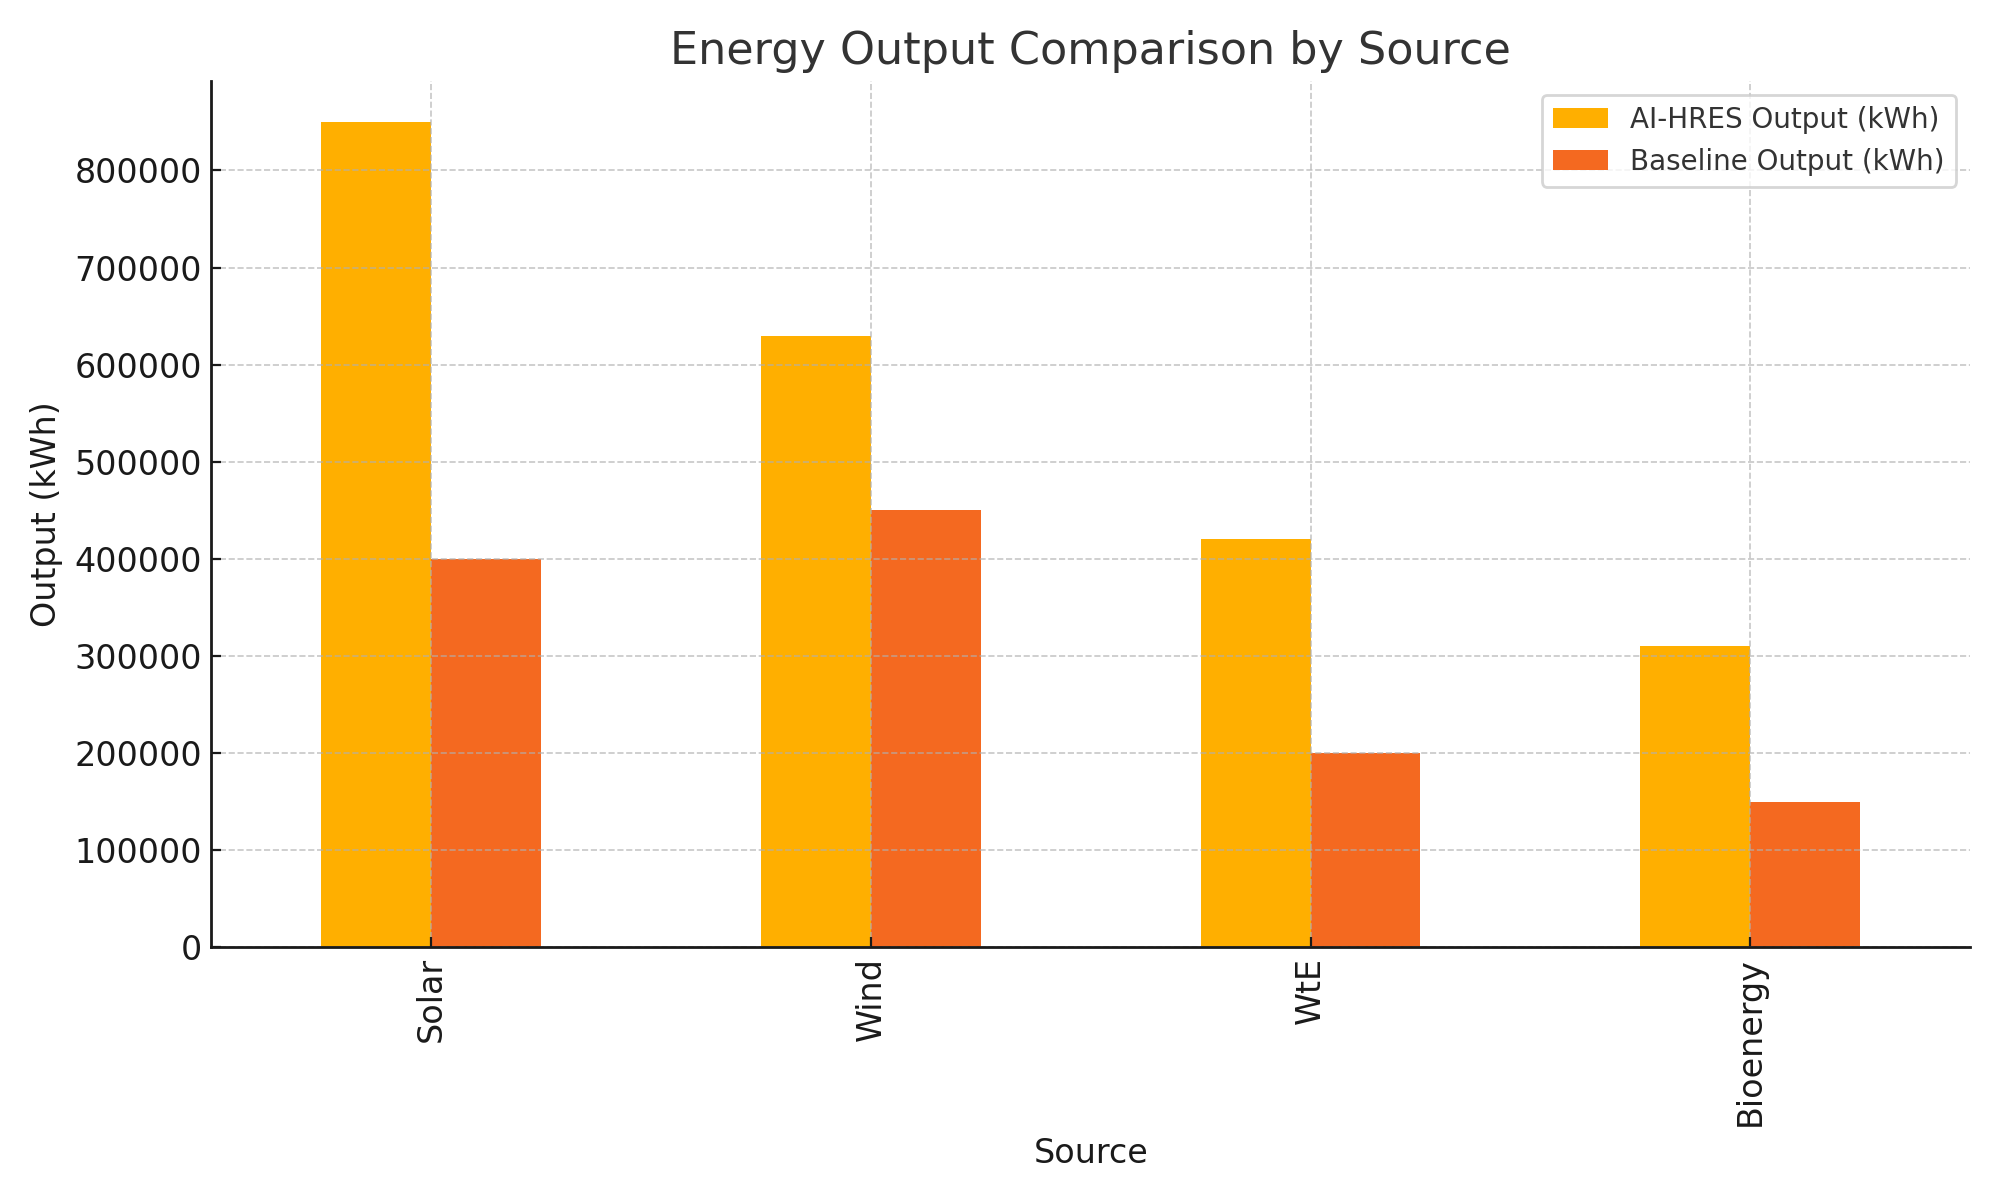 Energy Output Comparison by Source
AI-HRES Output (kWh)
Baseline Output (kWh)
Output (kWh)
800000
700000
600000
500000
400000
300000
200000
100000
0
Solar
Wind
WtE
Bioenergy
Source